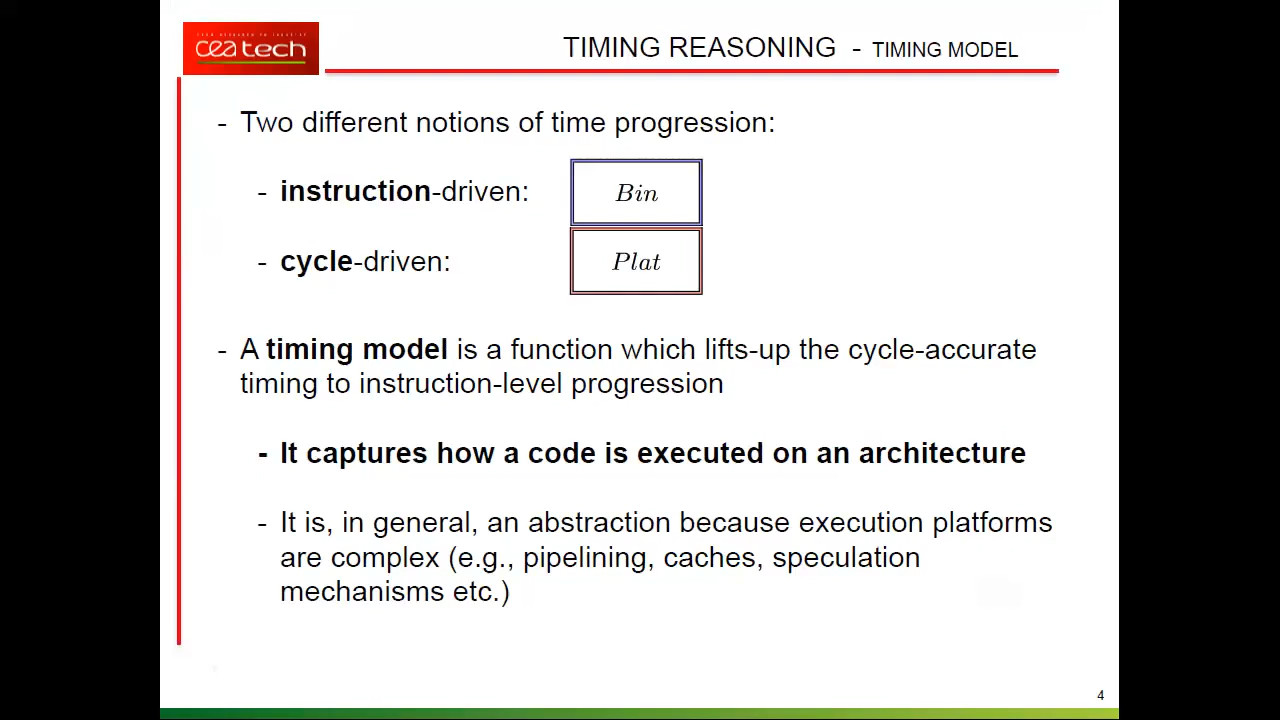 ceatech
TIMING REASONING - TIMING MODEL
- Two different notions of time progression:
- instruction-driven:
Bin
- cycle-driven:
Plat
- A timing model is a function which lifts-up the cycle-accurate
timing to instruction-level progression
- It captures how a code is executed on an architecture
- It is, in general, an abstraction because execution platforms
are complex (e.g., pipelining, caches, speculation
mechanisms etc.)
4